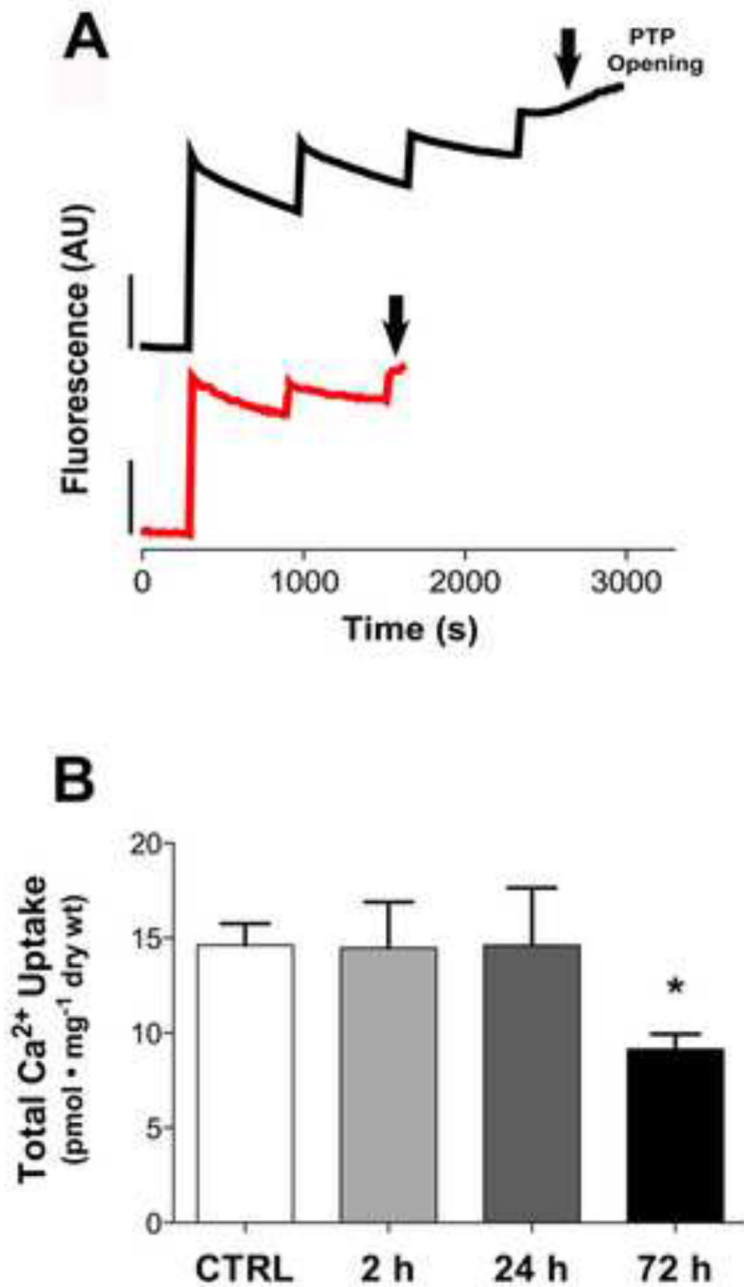 A
PTP
Opening
Fluorescence (AU)
0 1000 2000 3000
Time (s)
B
Total Ca²⁺ Uptake
(pmol • mg⁻¹ dry wt)
20
15
10
5
0
*
CTRL 2 h 24 h 72 h